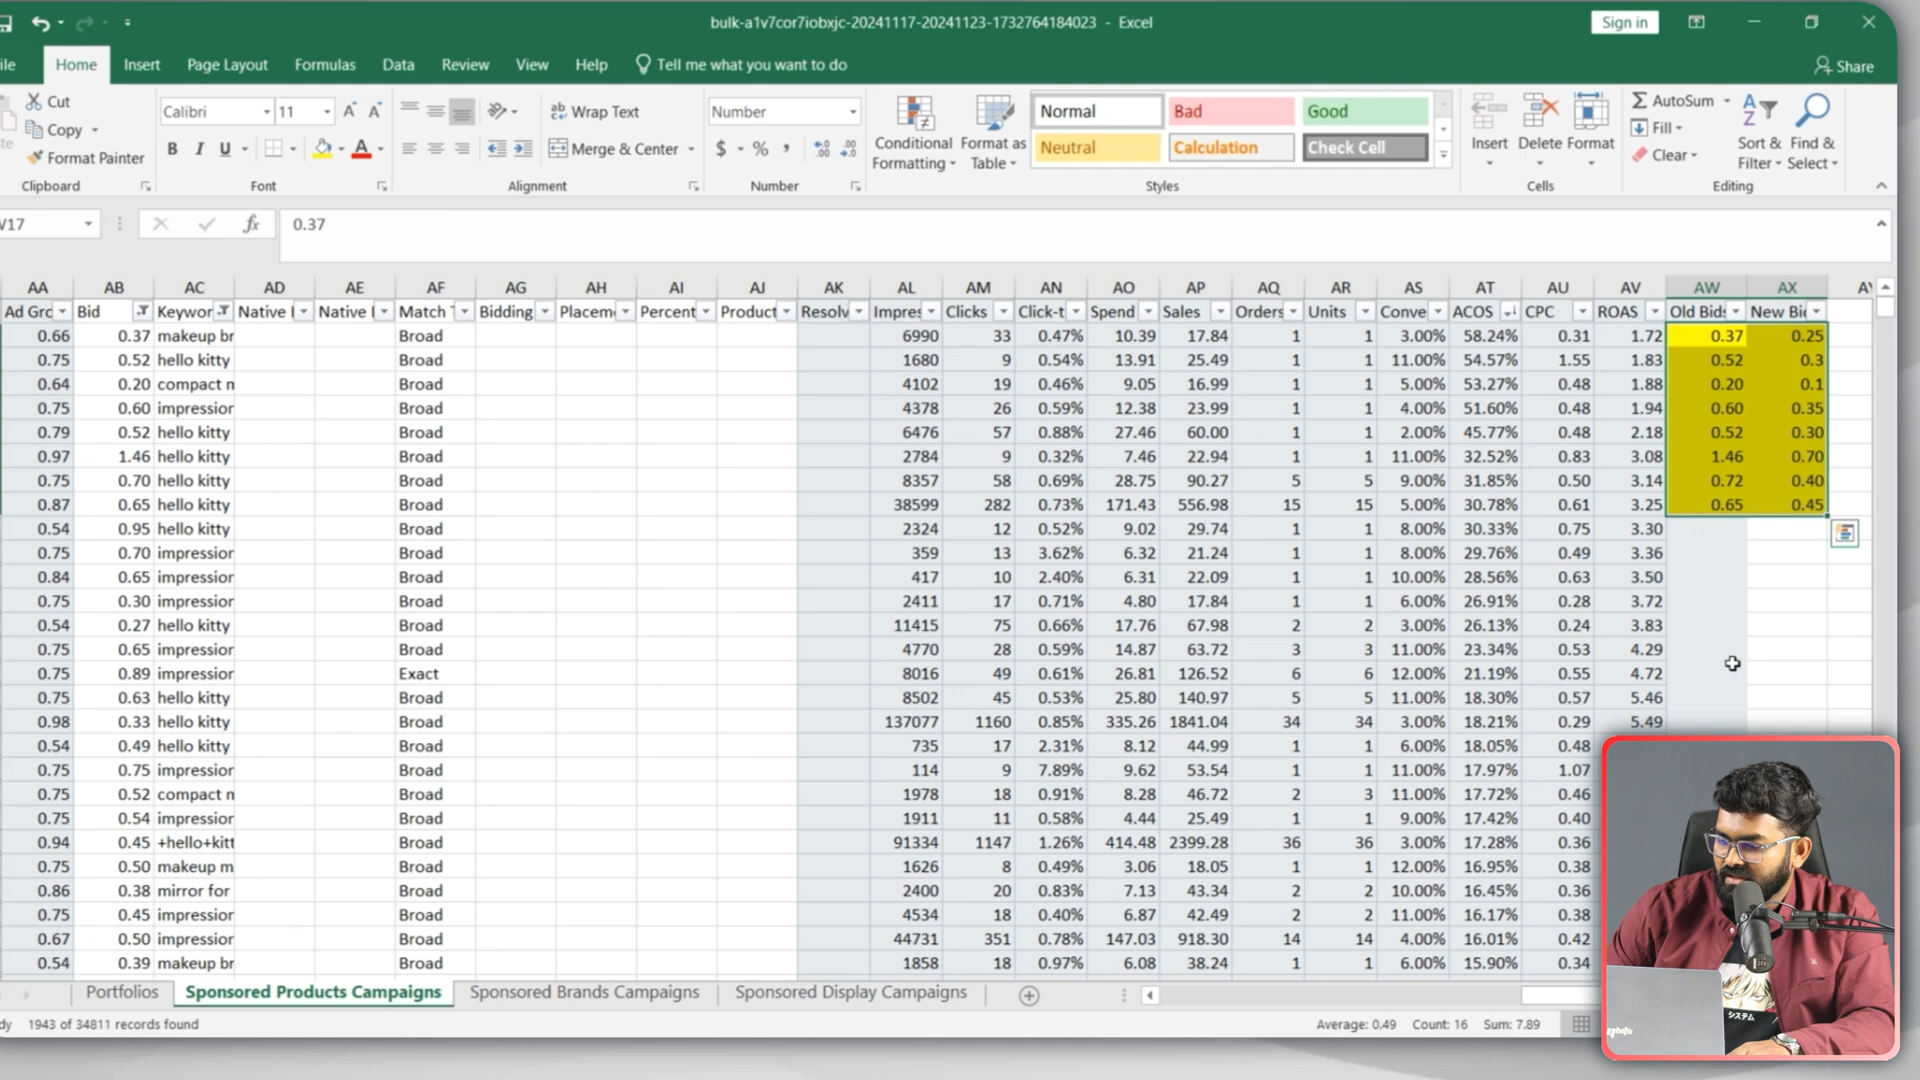 bulk-a1v7cor7iobxjc-20241117-20241123-1732764184023 - Excel Sign in
Home Insert Page Layout Formulas Data Review View Help Tell me what you want to do Share
Cut Copy Format Painter Clipboard
Calibri 11 B I U A Font
Wrap Text Merge & Center Alignment
Number $ % , Number
Conditional Formatting Format as Table
Normal Bad Good
Neutral Calculation Check Cell
Styles
Insert Delete Format Cells
AutoSum Fill Clear Sort & Filter Find & Select Editing
fx 0.37
AA AB AC AD AE AF AG AH AI AJ AK AL AM AN AO AP AQ AR AS AT AU AV AW AX
Ad Grc Bid Keywor Native Native Match Bidding Placem Percent Product Resolv Impres Clicks Click-t Spend Sales Orders Units Conve ACOS CPC ROAS Old Bids New Bi
0.66 0.37 makeup br Broad 6990 33 0.47% 10.39 17.84 1 1 3.00% 58.24% 0.31 1.72 0.37 0.25
0.75 0.52 hello kitty Broad 1680 9 0.54% 13.91 25.49 1 1 11.00% 54.57% 1.55 1.83 0.52 0.3
0.64 0.20 compact m Broad 4102 19 0.46% 9.05 16.99 1 1 5.00% 53.27% 0.48 1.88 0.20 0.1
0.75 0.60 impression Broad 4378 26 0.59% 12.38 23.99 1 1 4.00% 51.60% 0.48 1.94 0.60 0.35
0.79 0.52 hello kitty Broad 6476 57 0.88% 27.46 60.00 1 1 2.00% 45.77% 0.48 2.18 0.52 0.30
0.97 1.46 hello kitty Broad 2784 9 0.32% 7.46 22.94 1 1 11.00% 32.52% 0.83 3.08 1.46 0.70
0.75 0.70 hello kitty Broad 8357 58 0.69% 28.75 90.27 5 5 9.00% 31.85% 0.50 3.14 0.72 0.40
0.87 0.65 hello kitty Broad 38599 282 0.73% 171.43 556.98 15 15 5.00% 30.78% 0.61 3.25 0.65 0.45
0.54 0.95 hello kitty Broad 2324 12 0.52% 9.02 29.74 1 1 8.00% 30.33% 0.75 3.30
0.75 0.70 impression Broad 359 13 3.62% 6.32 21.24 1 1 8.00% 29.76% 0.49 3.36
0.84 0.65 impression Broad 417 10 2.40% 6.31 22.09 1 1 10.00% 28.56% 0.63 3.50
0.75 0.30 impression Broad 2411 17 0.71% 4.80 17.84 1 1 6.00% 26.91% 0.28 3.72
0.54 0.27 hello kitty Broad 11415 75 0.66% 17.76 67.98 2 2 3.00% 26.13% 0.24 3.83
0.75 0.65 impression Broad 4770 28 0.59% 14.87 63.72 3 3 11.00% 23.34% 0.53 4.29
0.75 0.89 impression Exact 8016 49 0.61% 26.81 126.52 6 6 12.00% 21.19% 0.55 4.72
0.75 0.63 hello kitty Broad 8502 45 0.53% 25.80 140.97 5 5 11.00% 18.30% 0.57 5.46
0.98 0.33 hello kitty Broad 137077 1160 0.85% 335.26 1841.04 34 34 3.00% 18.21% 0.29 5.49
0.54 0.49 hello kitty Broad 735 17 2.31% 8.12 44.99 1 1 6.00% 18.05% 0.48
0.75 0.75 impression Broad 114 9 7.89% 9.62 53.54 1 1 11.00% 17.97% 1.07
0.75 0.52 compact m Broad 1978 18 0.91% 8.28 46.72 2 3 11.00% 17.72% 0.46
0.75 0.54 impression Broad 1911 11 0.58% 4.44 25.49 1 1 9.00% 17.42% 0.40
0.94 0.45 +hello+kitt Broad 91334 1147 1.26% 414.48 2399.28 36 36 3.00% 17.28% 0.36
0.75 0.50 makeup m Broad 1626 8 0.49% 3.06 18.05 1 1 12.00% 16.95% 0.38
0.86 0.38 mirror for Broad 2400 20 0.83% 7.13 43.34 2 2 10.00% 16.45% 0.36
0.75 0.45 impression Broad 4534 18 0.40% 6.87 42.49 2 2 11.00% 16.17% 0.38
0.67 0.50 impression Broad 44731 351 0.78% 147.03 918.30 14 14 4.00% 16.01% 0.42
0.54 0.39 makeup br Broad 1858 18 0.97% 6.08 38.24 1 1 6.00% 15.90% 0.34
Portfolios Sponsored Products Campaigns Sponsored Brands Campaigns Sponsored Display Campaigns
1943 of 34811 records found Average: 0.49 Count: 16 Sum: 7.89
システム